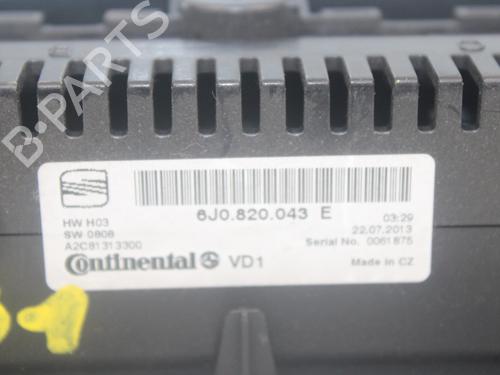 B-PARTS
6J0.820.043 E
HW H03
03:29
SW 0808
22.07.2013
A2C81313300
Serial No. 0061875
Continental VD1
Made in CZ